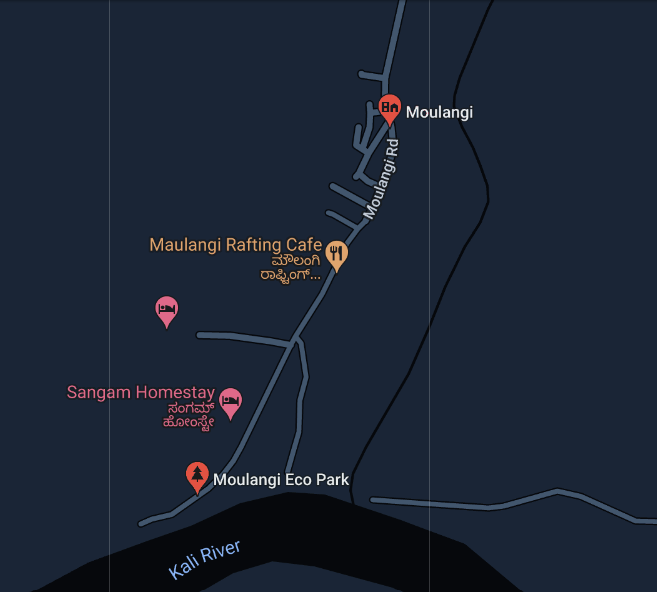 Moulangi
Moulangi Rd
Maulangi Rafting Cafe
ಮೌಲಂಗಿ
ರಾಫ್ಟಿಂಗ್...
Sangam Homestay
ಸಂಗಮ್
ಹೋಂಸ್ಟೇ
Moulangi Eco Park
Kali River